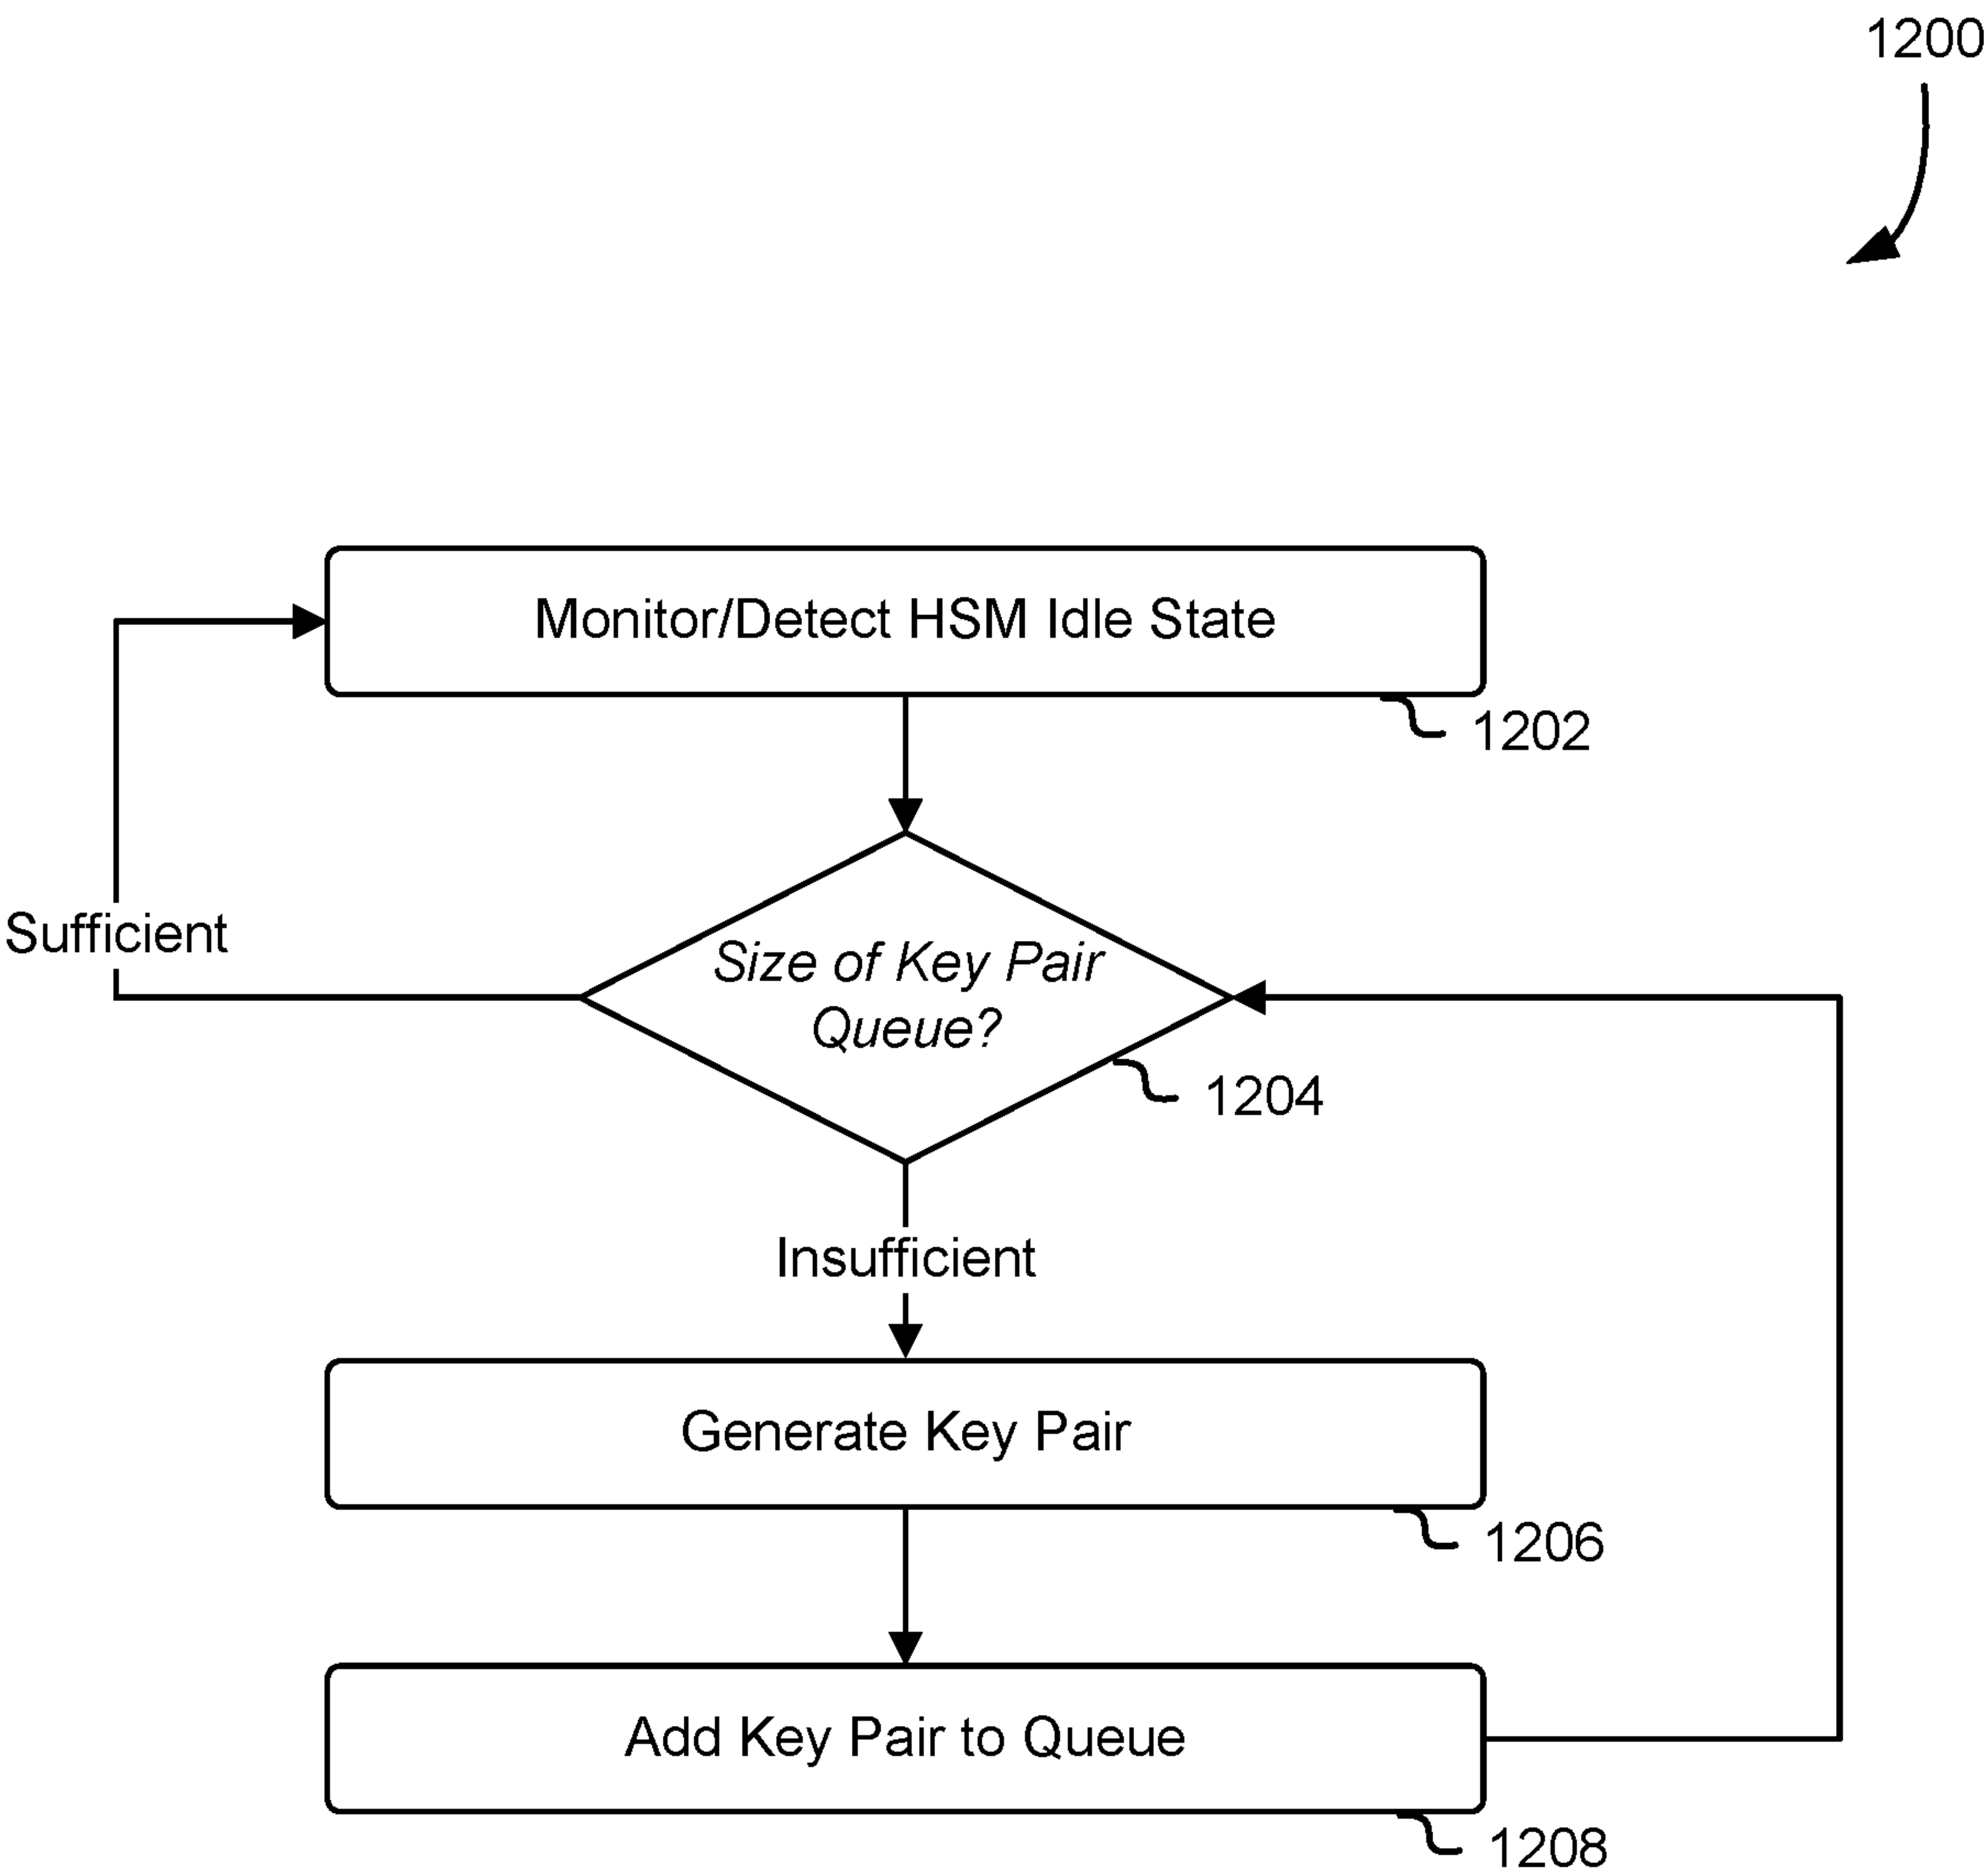 1200
Monitor/Detect HSM Idle State
1202
Sufficient
Size of Key Pair
Queue?
1204
Insufficient
Generate Key Pair
1206
Add Key Pair to Queue
1208